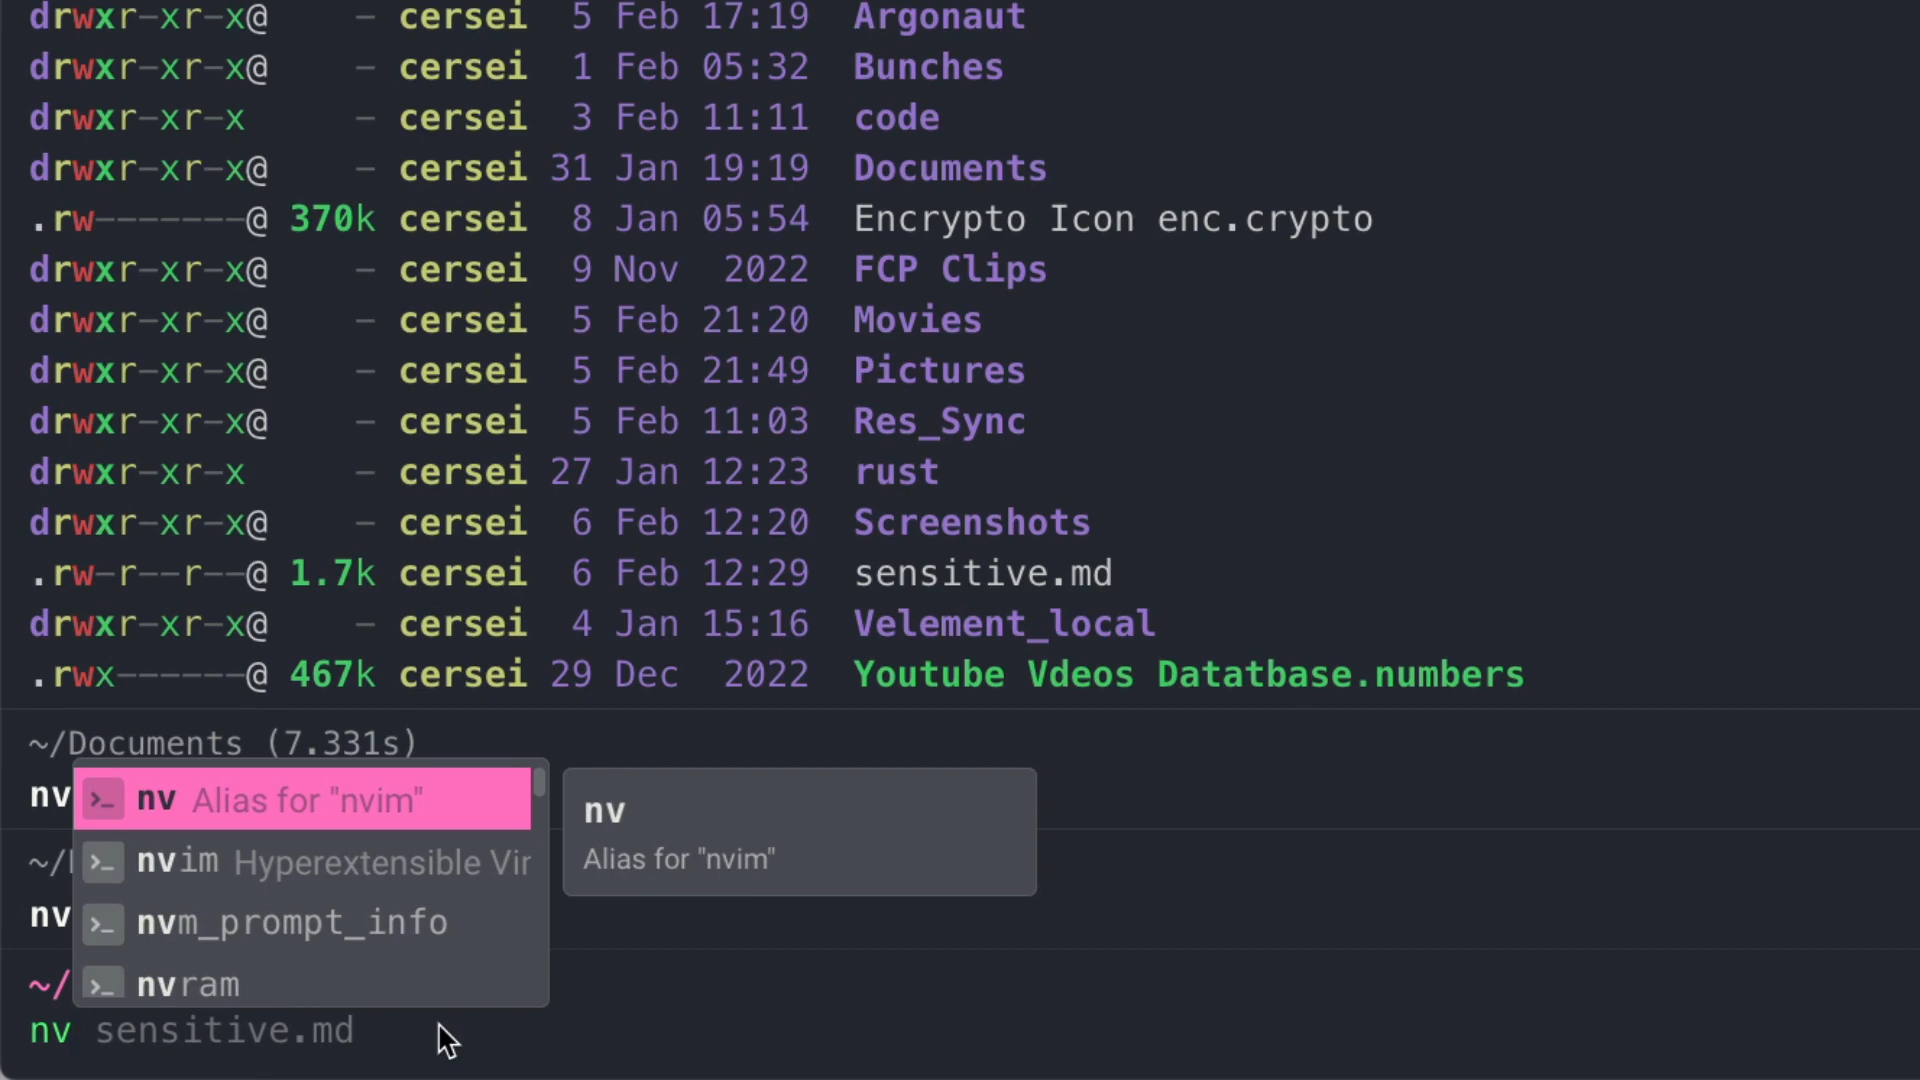 drwxr-xr-x@ - cersei 5 Feb 17:19 Argonaut
drwxr-xr-x@ - cersei 1 Feb 05:32 Bunches
drwxr-xr-x - cersei 3 Feb 11:11 code
drwxr-xr-x@ - cersei 31 Jan 19:19 Documents
.rw-------@ 370k cersei 8 Jan 05:54 Encrypto Icon enc.crypto
drwxr-xr-x@ - cersei 9 Nov 2022 FCP Clips
drwxr-xr-x@ - cersei 5 Feb 21:20 Movies
drwxr-xr-x@ - cersei 5 Feb 21:49 Pictures
drwxr-xr-x@ - cersei 5 Feb 11:03 Res_Sync
drwxr-xr-x - cersei 27 Jan 12:23 rust
drwxr-xr-x@ - cersei 6 Feb 12:20 Screenshots
.rw-r--r--@ 1.7k cersei 6 Feb 12:29 sensitive.md
drwxr-xr-x@ - cersei 4 Jan 15:16 Velement_local
.rwx------@ 467k cersei 29 Dec 2022 Youtube Vdeos Datatbase.numbers
~/Documents (7.331s)
nv
nv Alias for "nvim"
nv
Alias for "nvim"
~/
nvim Hyperextensible Vir
nv
nvm_prompt_info
~/
nvram
nv sensitive.md